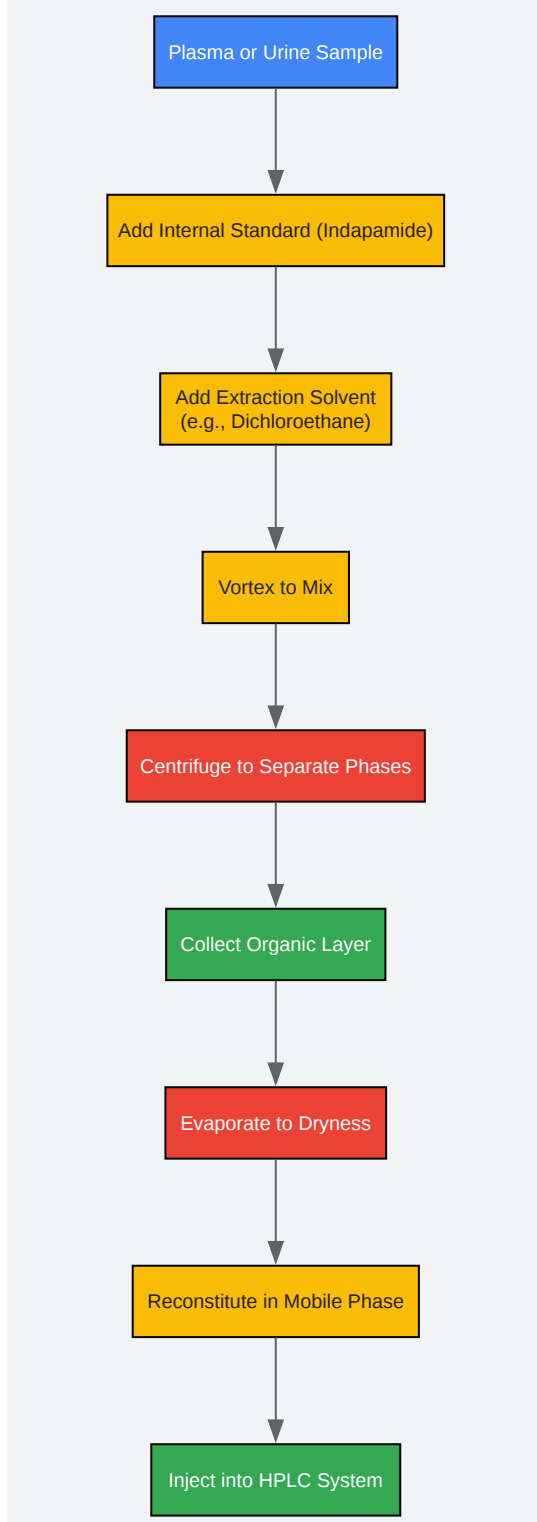 Plasma or Urine Sample
Add Internal Standard (Indapamide)
Add Extraction Solvent
(e.g., Dichloroethane)
Vortex to Mix
Centrifuge to Separate Phases
Collect Organic Layer
Evaporate to Dryness
Reconstitute in Mobile Phase
Inject into HPLC System